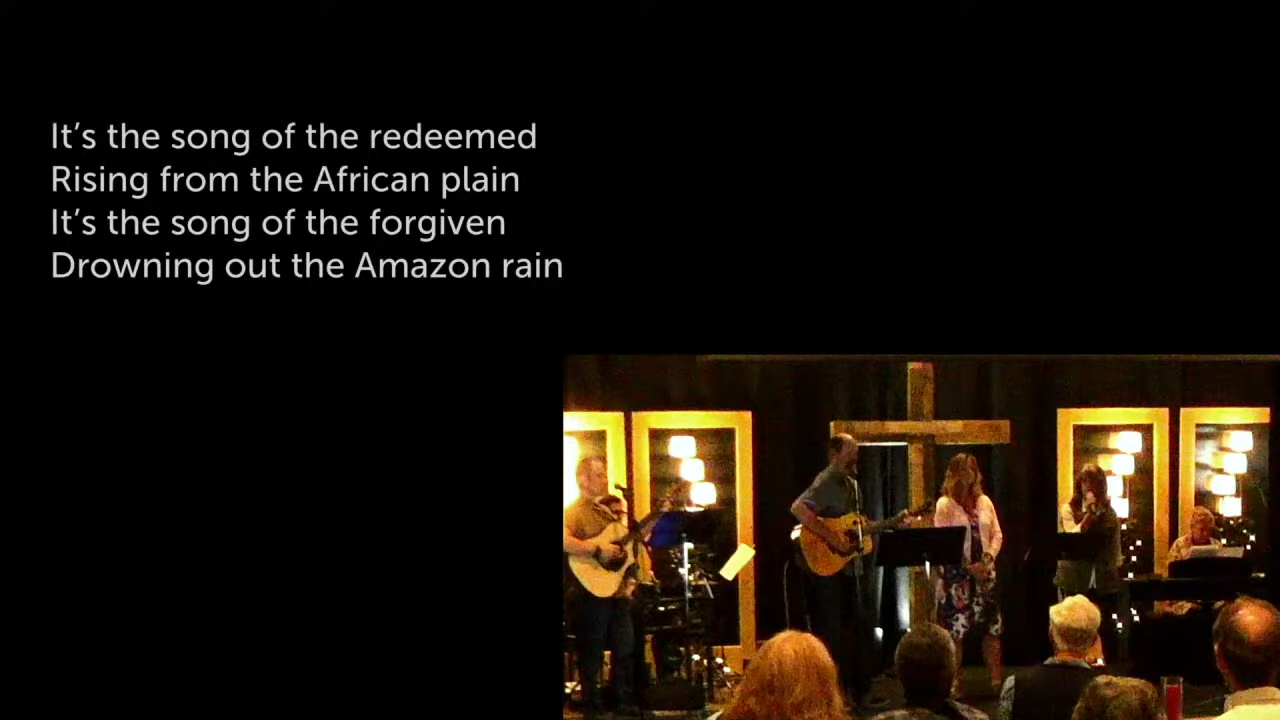 It’s the song of the redeemed
Rising from the African plain
It’s the song of the forgiven
Drowning out the Amazon rain